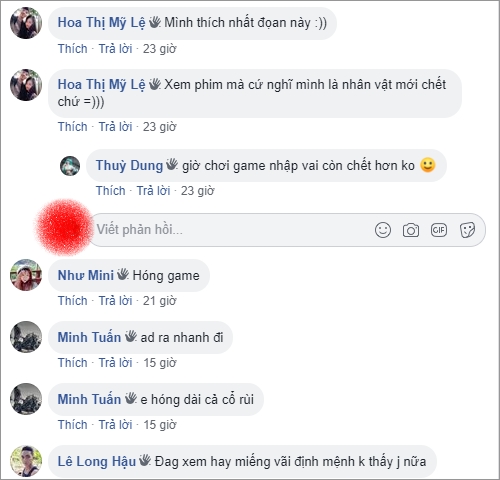 Hoa Thị Mỹ Lệ Mình thích nhất đọan này :))
Thích · Trả lời · 23 giờ
Hoa Thị Mỹ Lệ Xem phim mà cứ nghĩ mình là nhân vật mới chết
chứ =)))
Thích · Trả lời · 23 giờ
Thuỳ Dung giờ chơi game nhập vai còn chết hơn ko 🙂
Thích · Trả lời · 23 giờ
Viết phản hồi...
GIF
Như Mini Hóng game
Thích · Trả lời · 21 giờ
Minh Tuấn ad ra nhanh đi
Thích · Trả lời · 15 giờ
Minh Tuấn e hóng dài cả cổ rùi
Thích · Trả lời · 15 giờ
Lê Long Hậu Đag xem hay miếng vãi định mệnh k thấy j nữa